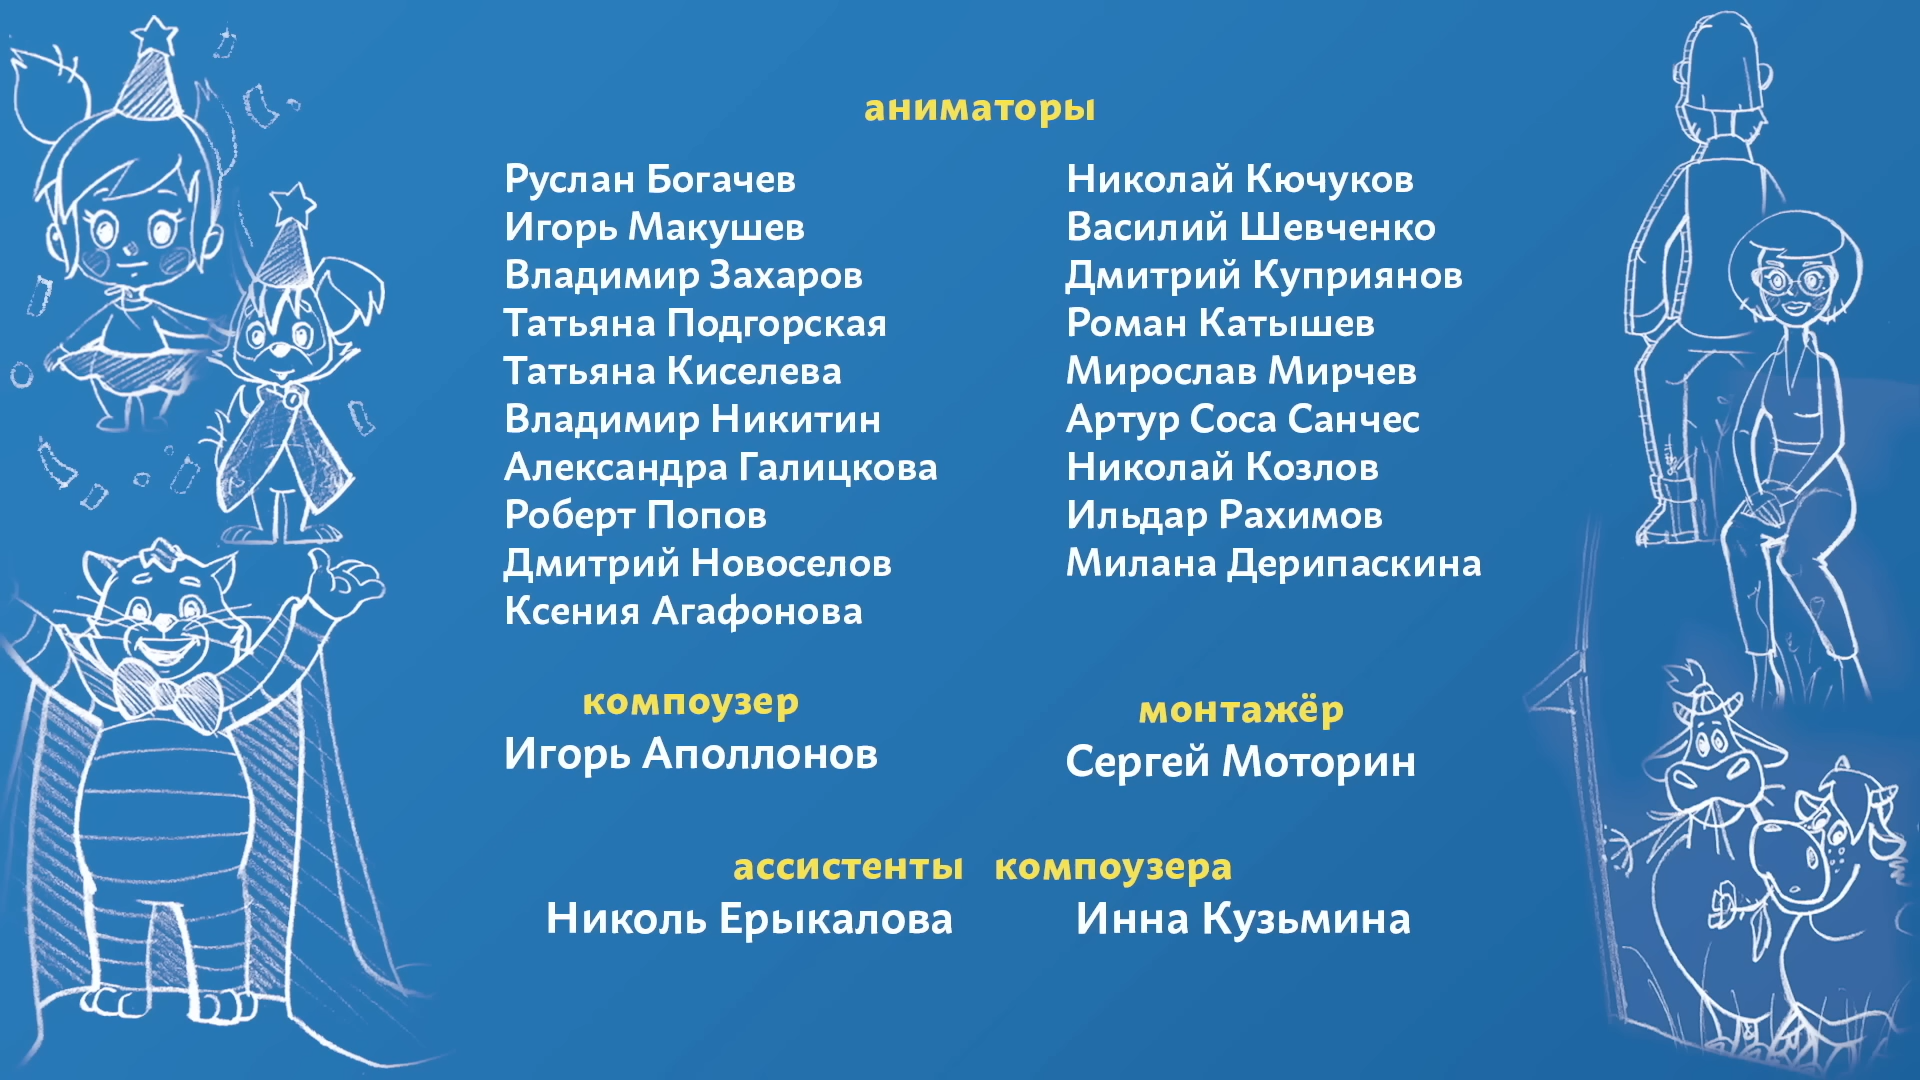 аниматоры
Руслан Богачев
Игорь Макушев
Владимир Захаров
Татьяна Подгорская
Татьяна Киселева
Владимир Никитин
Александра Галицкова
Роберт Попов
Дмитрий Новоселов
Ксения Агафонова
Николай Кючуков
Василий Шевченко
Дмитрий Куприянов
Роман Катышев
Мирослав Мирчев
Артур Соса Санчес
Николай Козлов
Ильдар Рахимов
Милана Дерипаскина
компоузер
Игорь Аполлонов
монтажёр
Сергей Моторин
ассистенты компоузера
Николь Ерыкалова Инна Кузьмина